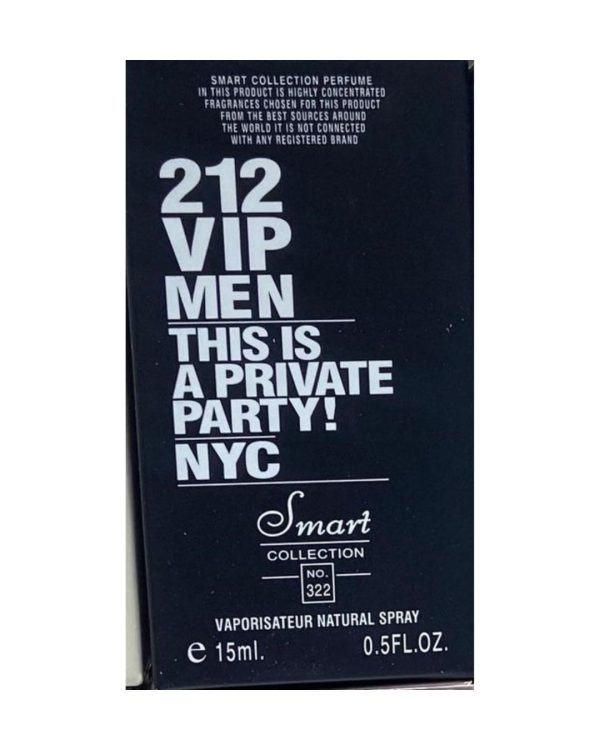 SMART COLLECTION PERFUME
IN THIS PRODUCT IS HIGHLY CONCENTRATED
FRAGRANCES CHOSEN FOR THIS PRODUCT
FROM THE BEST SOURCES AROUND
THE WORLD IT IS NOT CONNECTED
WITH ANY REGISTERED BRAND
212
VIP
MEN
THIS IS
A PRIVATE
PARTY!
NYC
Smart
COLLECTION
NO.
322
VAPORISATEUR NATURAL SPRAY
e 15ml. 0.5FL.OZ.